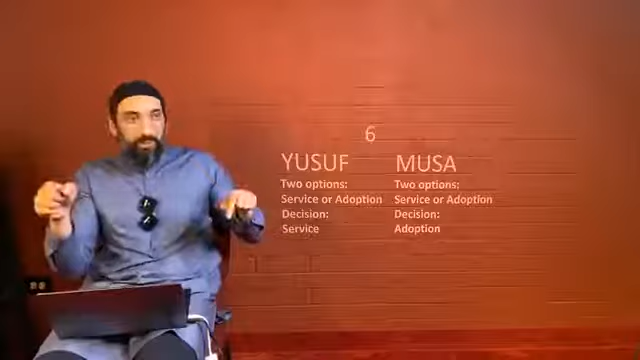 6
YUSUF
Two options:
Service or Adoption
Decision:
Service
MUSA
Two options:
Service or Adoption
Decision:
Adoption